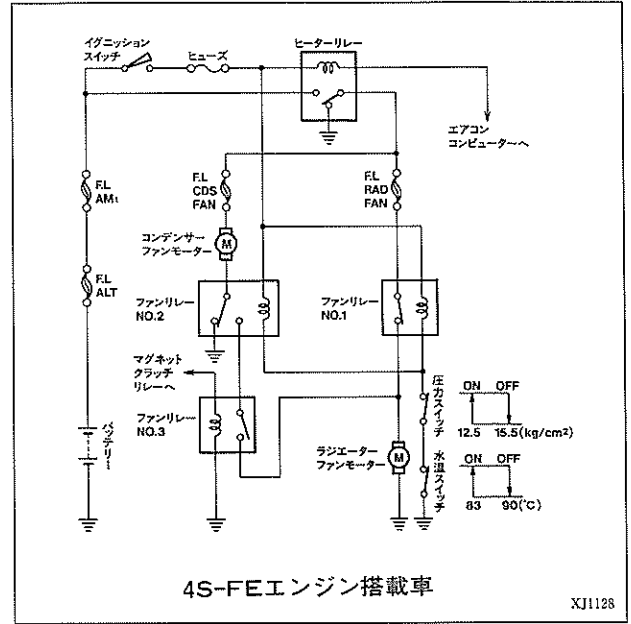 イグニッション
スイッチ
ヒューズ
ヒーターリレー
エアコン
コンピューターへ
F.L
AM1
F.L
CDS
FAN
F.L
RAD
FAN
コンデンサー
ファンモーター
M
F.L
ALT
ファンリレー
NO.2
ファンリレー
NO.1
マグネット
クラッチ
リレーへ
ファンリレー
NO.3
バッテリー
ラジエーター
ファンモーター
M
圧力スイッチ
ON OFF
12.5 15.5(kg/cm²)
水温スイッチ
ON OFF
83 90(℃)
4S-FEエンジン搭載車
XJ1128